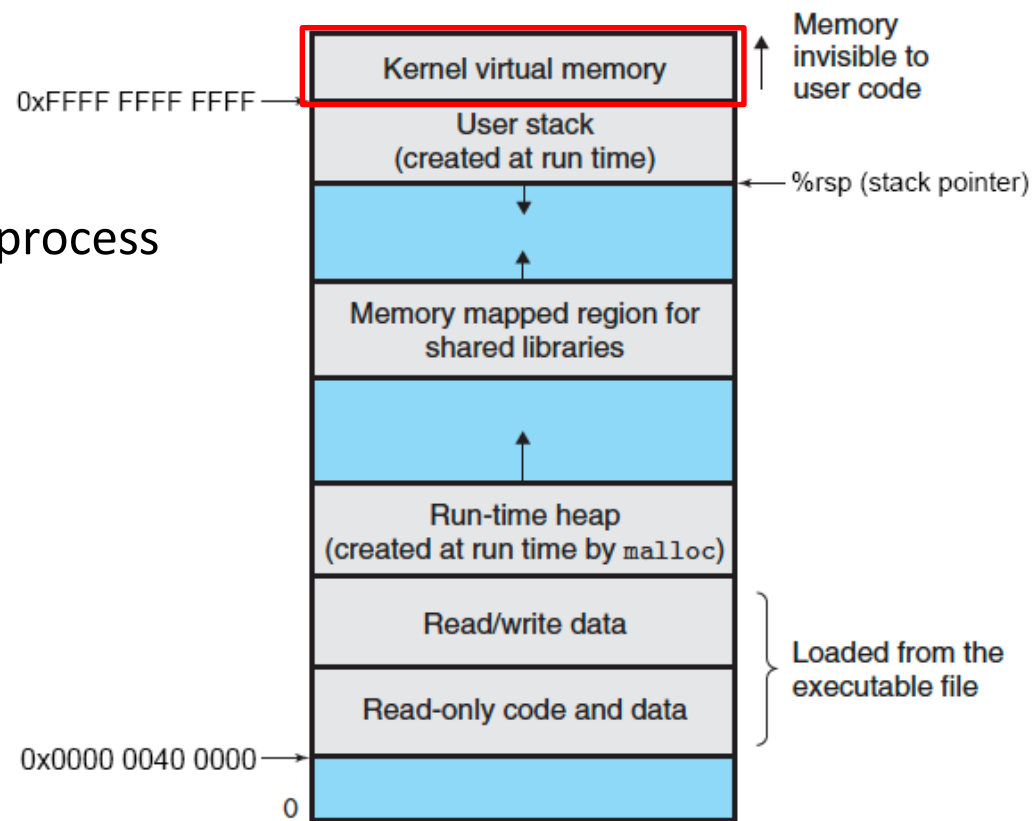 Memory
invisible to
user code
Kernel virtual memory
0xFFFF FFFF FFFF
User stack
(created at run time)
%rsp (stack pointer)
process
Memory mapped region for
shared libraries
Run-time heap
(created at run time by malloc)
Read/write data
Loaded from the
executable file
Read-only code and data
0x0000 0040 0000
0